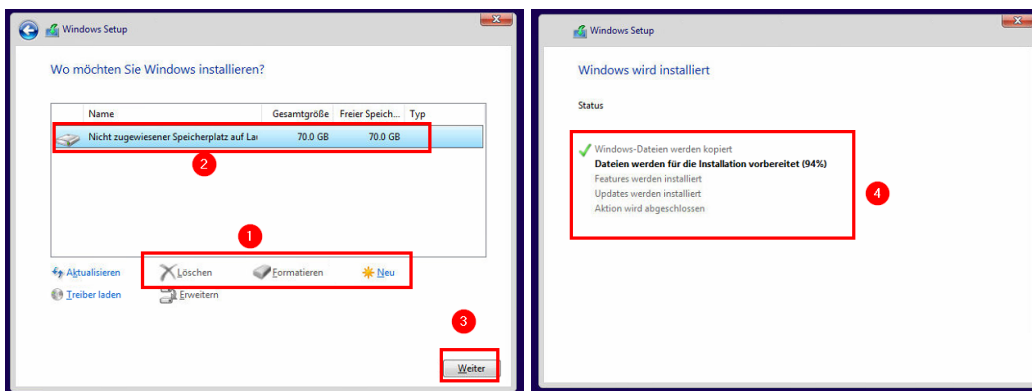 Windows Setup
Wo möchten Sie Windows installieren?
Name Gesamtgröße Freier Speich... Typ
Nicht zugewiesener Speicherplatz auf La 70.0 GB 70.0 GB
2
1
Aktualisieren Löschen Formatieren Neu
Treiber laden Erweitern
3
Weiter
Windows Setup
Windows wird installiert
Status
Windows-Dateien werden kopiert
Dateien werden für die Installation vorbereitet (94%)
Features werden installiert
Updates werden installiert
Aktion wird abgeschlossen
4